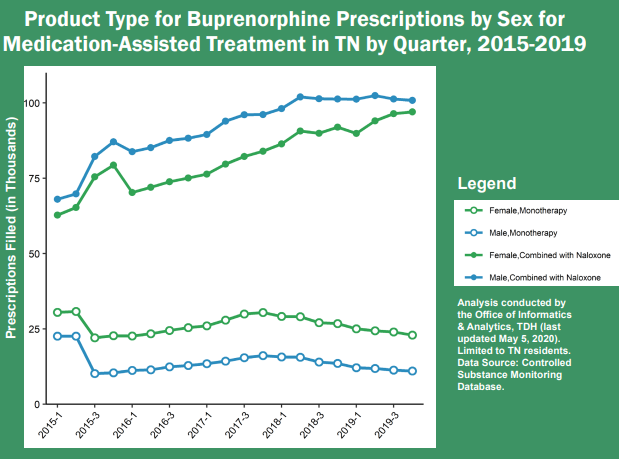 Product Type for Buprenorphine Prescriptions by Sex for
Medication-Assisted Treatment in TN by Quarter, 2015-2019
Prescriptions Filled (in Thousands)
100
75
50
25
0
2015-1
2015-3
2016-1
2016-3
2017-1
2017-3
2018-1
2018-3
2019-1
2019-3
Legend
Female,Monotherapy
Male,Monotherapy
Female,Combined with Naloxone
Male,Combined with Naloxone
Analysis conducted by
the Office of Informatics
& Analytics, TDH (last
updated May 5, 2020).
Limited to TN residents.
Data Source: Controlled
Substance Monitoring
Database.